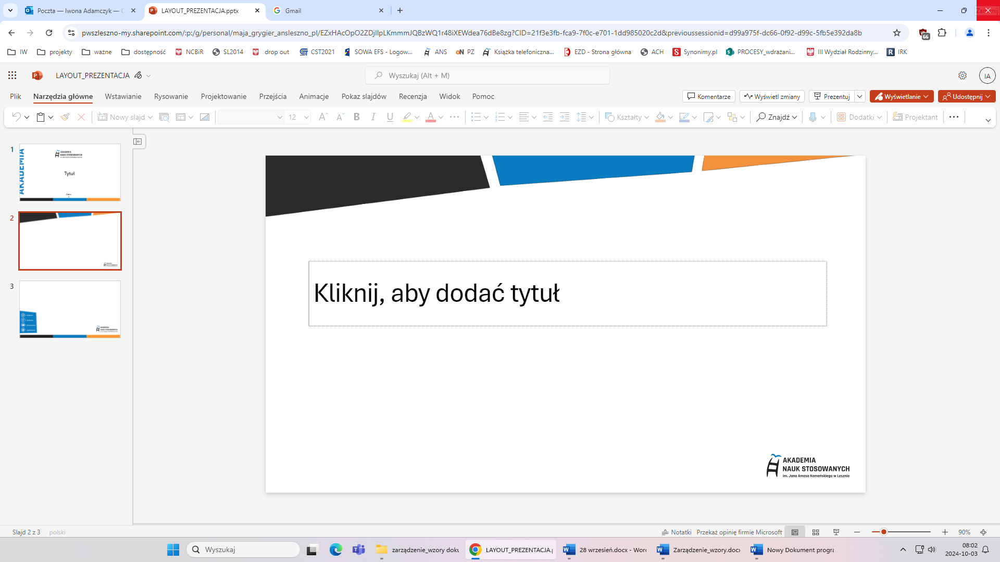 Poczta — Iwona Adamczyk — C
LAYOUT_PREZENTACJA.pptx
Gmail
pwszleszno-my.sharepoint.com/:p:/g/personal/maja_grygier_ansleszno_pl/EZxHAcOpO2ZDjIlpLKmmmJQBzWQ1r48iXEWdea76dBe8zg?CID=21f3e3fb-fca9-7f0c-e701-1dd985020c2d&previoussessionid=d99a975f-dc66-0f92-d99c-5fb5e392da8b
66
IW projekty ważne dostępność NCBiR SL2014 drop out CST2021 SOWA EFS - Logow... ANS PZ Książka telefoniczna... EZD - Strona główna ACH Synonimy.pl PROCESY_wdrażani... III Wydział Rodzinny... IRK
LAYOUT_PREZENTACJA
Wyszukaj (Alt + M)
IA
Plik Narzędzia główne Wstawianie Rysowanie Projektowanie Przejścia Animacje Pokaz slajdów Recenzja Widok Pomoc
Komentarze Wyświetl zmiany Prezentuj Wyświetlanie Udostępnij
Nowy slajd 12 Kształty Znajdź Dodatki Projektant
1
AKADEMIA
AKADEMIA
NAUK STOSOWANYCH
Tytuł
2
3
Kliknij, aby dodać tytuł
AKADEMIA
NAUK STOSOWANYCH
im. Jana Amosa Komeńskiego w Lesznie
Slajd 2 z 3 polski
Notatki Przekaż opinię firmie Microsoft 90%
Wyszukaj
zarządzenie_wzory doku
LAYOUT_PREZENTACJA.p
28 wrzesień.docx - Word
Zarządzenie_wzory.docx
Nowy Dokument progra
08:02
2024-10-03